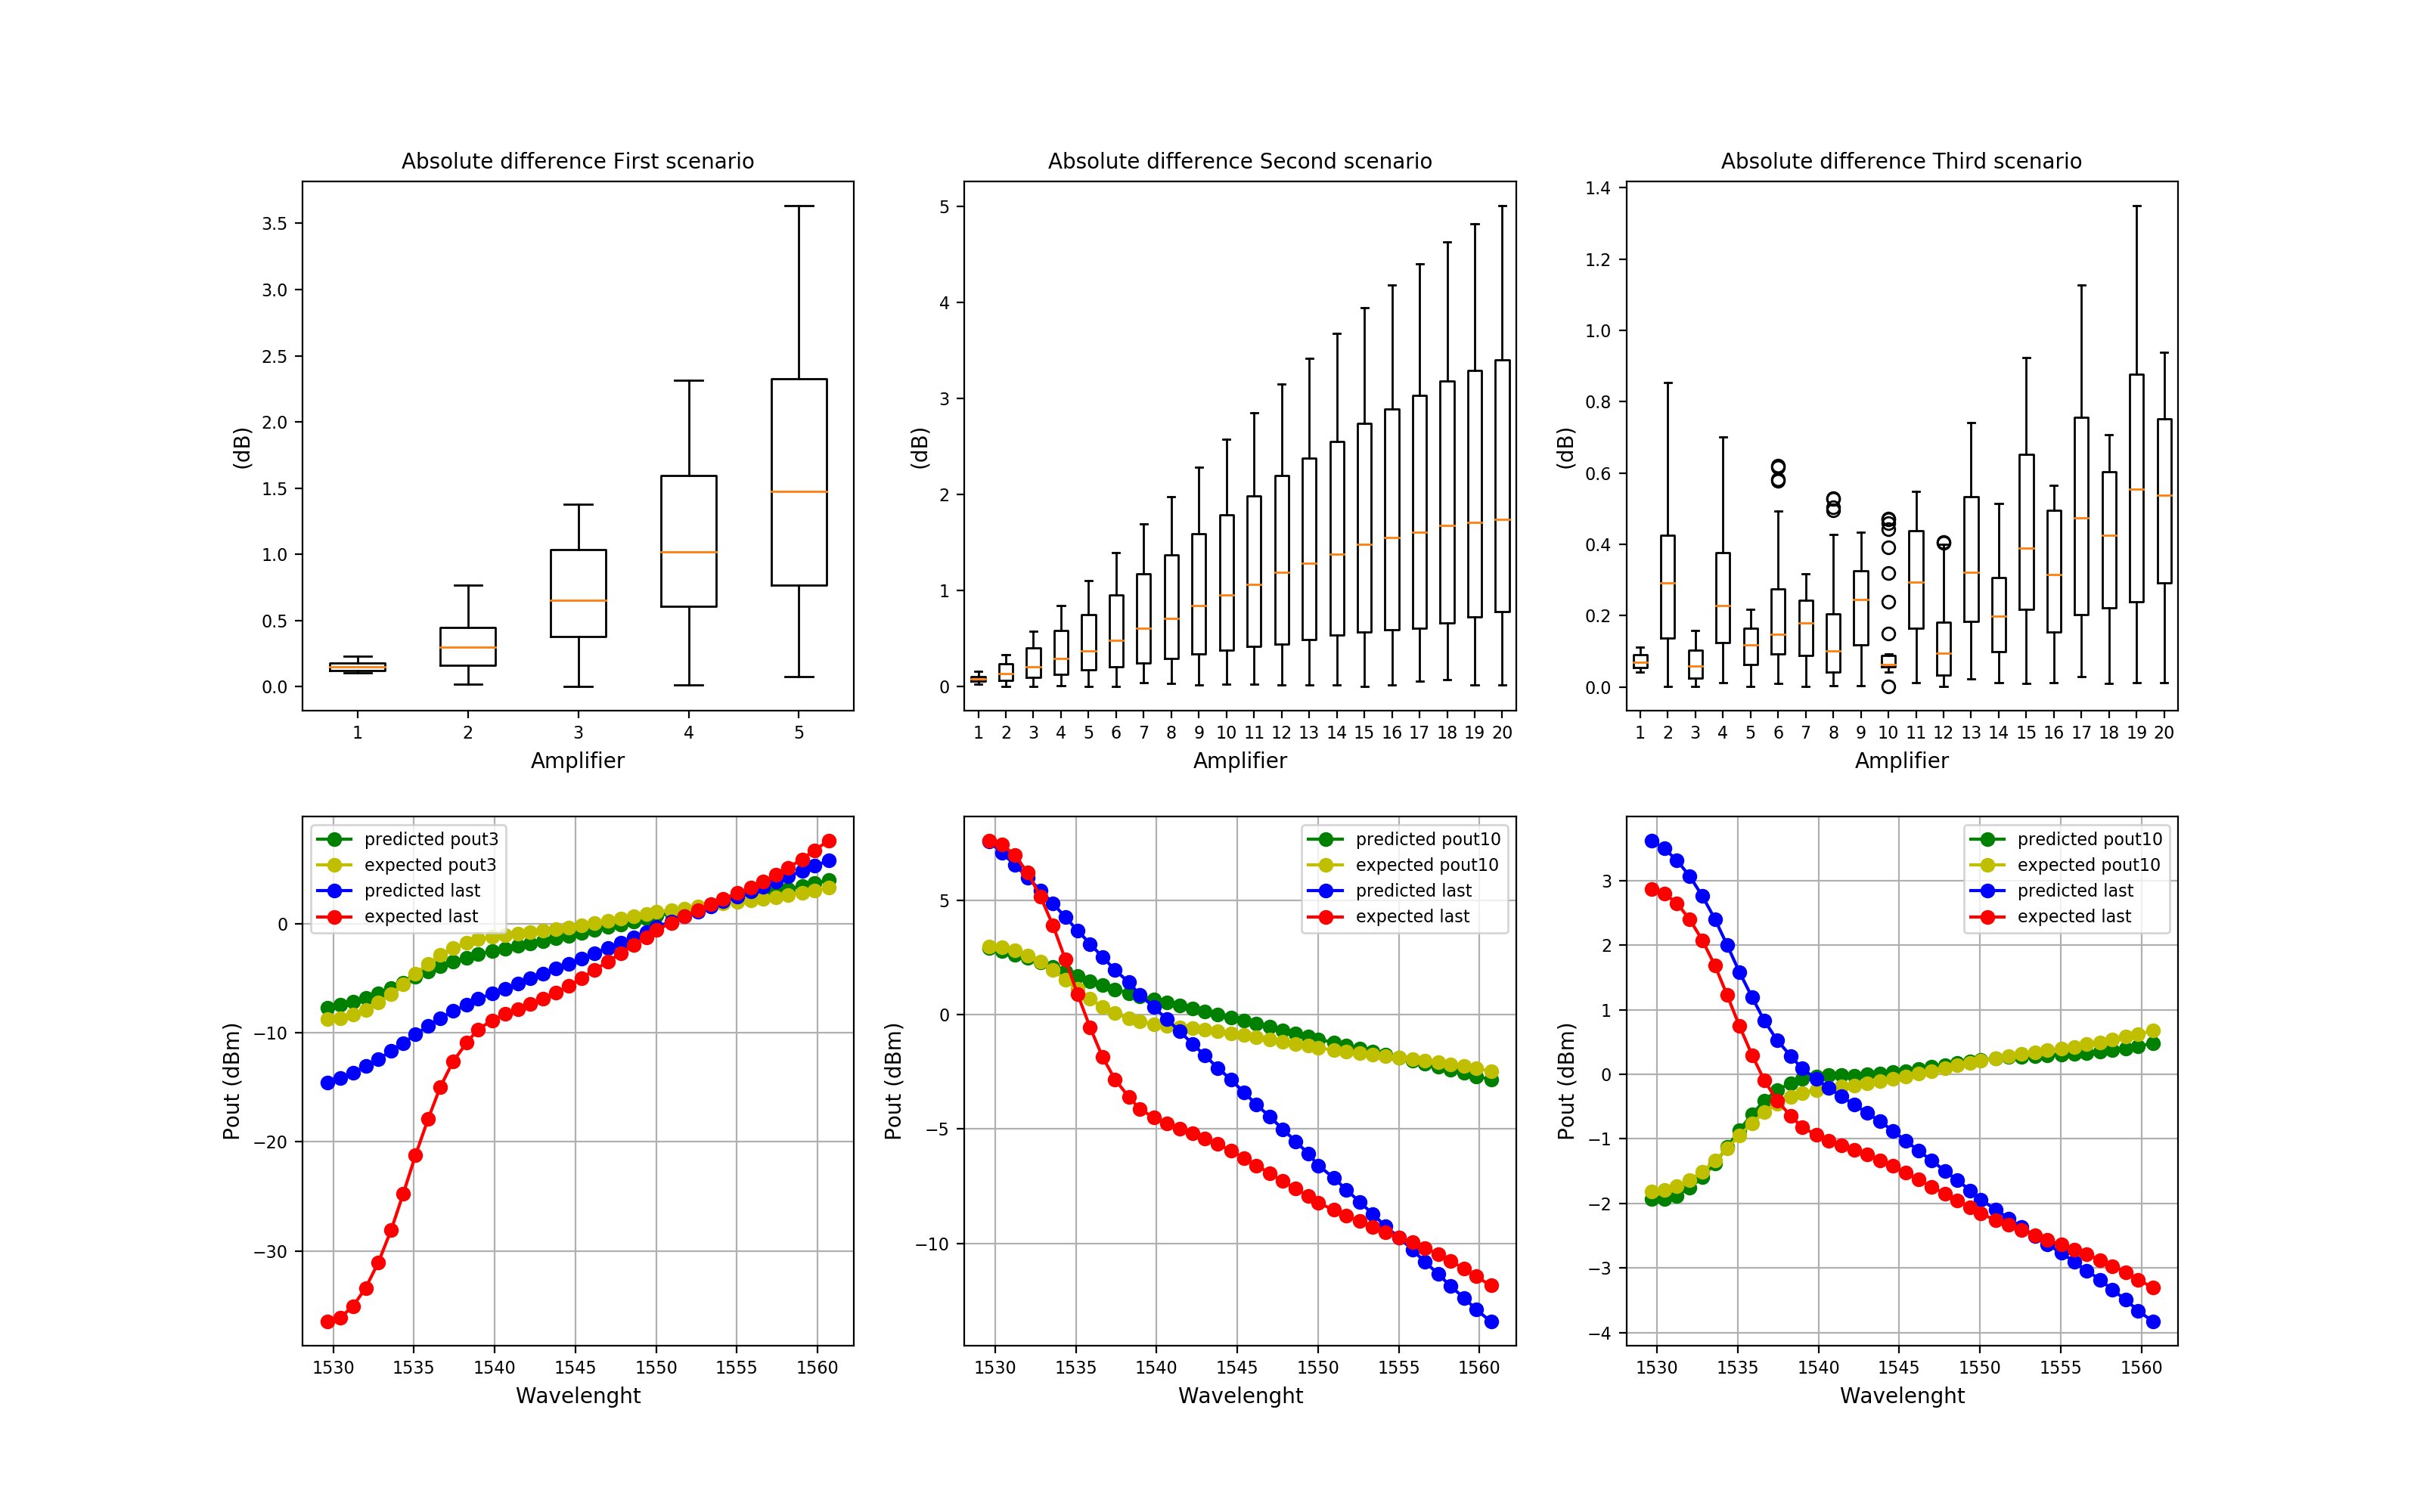 Absolute difference First scenario
(dB)
3.5
3.0
2.5
2.0
1.5
1.0
0.5
0.0
1 2 3 4 5
Amplifier
Absolute difference Second scenario
(dB)
5
4
3
2
1
0
1 2 3 4 5 6 7 8 9 10 11 12 13 14 15 16 17 18 19 20
Amplifier
Absolute difference Third scenario
(dB)
1.4
1.2
1.0
0.8
0.6
0.4
0.2
0.0
1 2 3 4 5 6 7 8 9 10 11 12 13 14 15 16 17 18 19 20
Amplifier
predicted pout3
expected pout3
predicted last
expected last
Pout (dBm)
0
−10
−20
−30
1530 1535 1540 1545 1550 1555 1560
Wavelenght
predicted pout10
expected pout10
predicted last
expected last
Pout (dBm)
5
0
−5
−10
1530 1535 1540 1545 1550 1555 1560
Wavelenght
predicted pout10
expected pout10
predicted last
expected last
Pout (dBm)
3
2
1
0
−1
−2
−3
−4
1530 1535 1540 1545 1550 1555 1560
Wavelenght